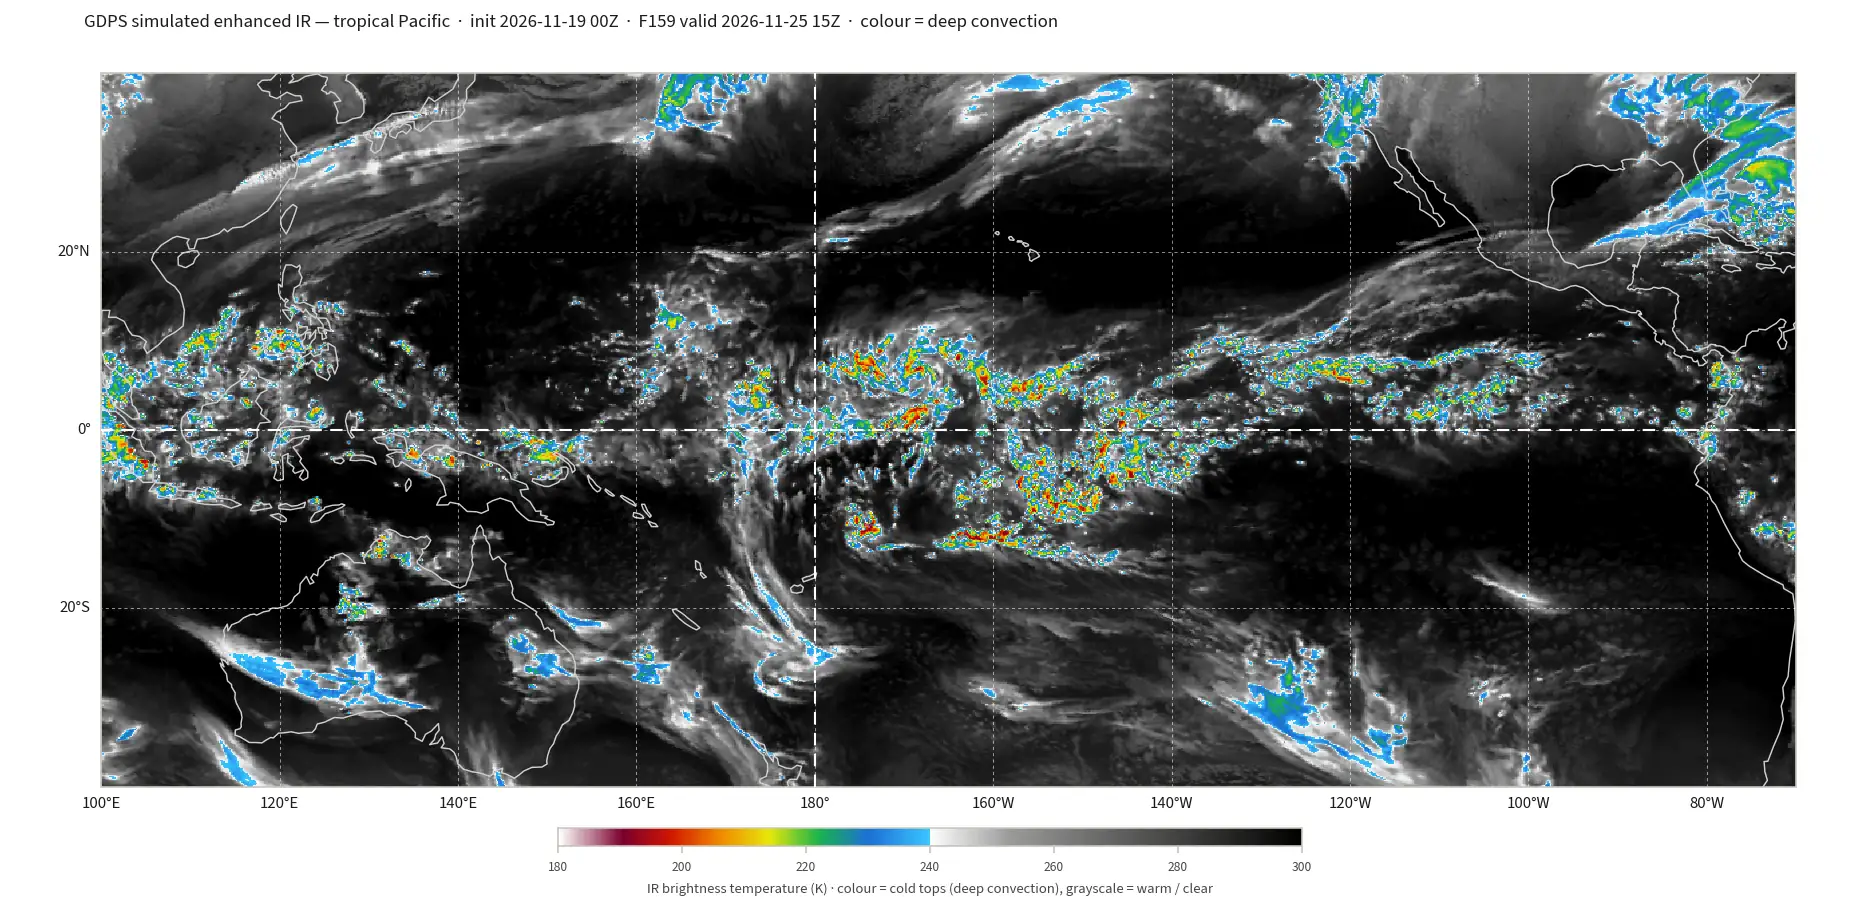 GDPS simulated enhanced IR — tropical Pacific · init 2026-11-19 00Z · F159 valid 2026-11-25 15Z · colour = deep convection
20°N
0°
20°S
100°E 120°E 140°E 160°E 180° 160°W 140°W 120°W 100°W 80°W
180 200 220 240 260 280 300
IR brightness temperature (K) · colour = cold tops (deep convection), grayscale = warm / clear